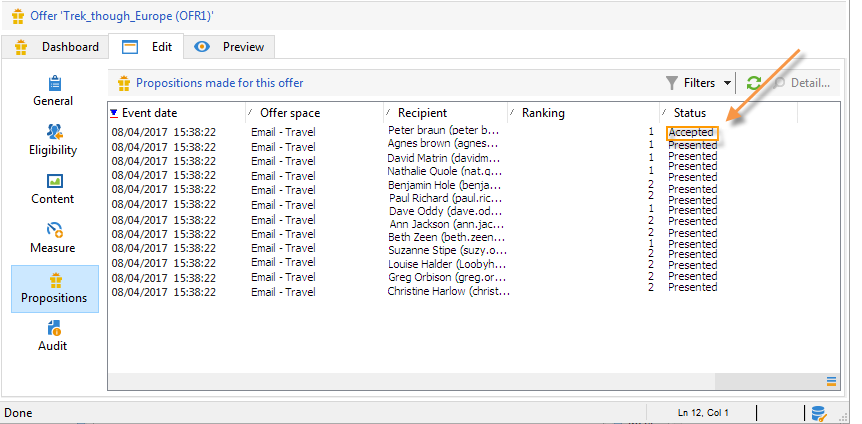 Offer 'Trek_though_Europe (OFR1)'
Dashboard
Edit
Preview
General
Eligibility
Content
Measure
Propositions
Audit
Propositions made for this offer
Filters
Detail...
Event date Offer space Recipient Ranking Status
08/04/2017 15:38:22 Email - Travel Peter braun (peter b... 1 Accepted
08/04/2017 15:38:22 Email - Travel Agnes brown (agnes... 1 Presented
08/04/2017 15:38:22 Email - Travel David Matrin (davidm... 1 Presented
08/04/2017 15:38:22 Email - Travel Nathalie Quole (nat.q... 1 Presented
08/04/2017 15:38:22 Email - Travel Benjamin Hole (benja... 2 Presented
08/04/2017 15:38:22 Email - Travel Paul Richard (paul.ric... 2 Presented
08/04/2017 15:38:22 Email - Travel Dave Oddy (dave.od... 1 Presented
08/04/2017 15:38:22 Email - Travel Ann Jackson (ann.jac... 2 Presented
Beth Zeen (beth.zeen... 2 Presented
08/04/2017 15:38:22 Email - Travel Suzanne Stipe (suzy.o... 1 Presented
08/04/2017 15:38:22 Email - Travel Louise Halder (Loobyh... 2 Presented
08/04/2017 15:38:22 Email - Travel Greg Orbison (greg.or... 2 Presented
08/04/2017 15:38:22 Email - Travel Christine Harlow (christ... 2 Presented
Done
Ln 12, Col 1